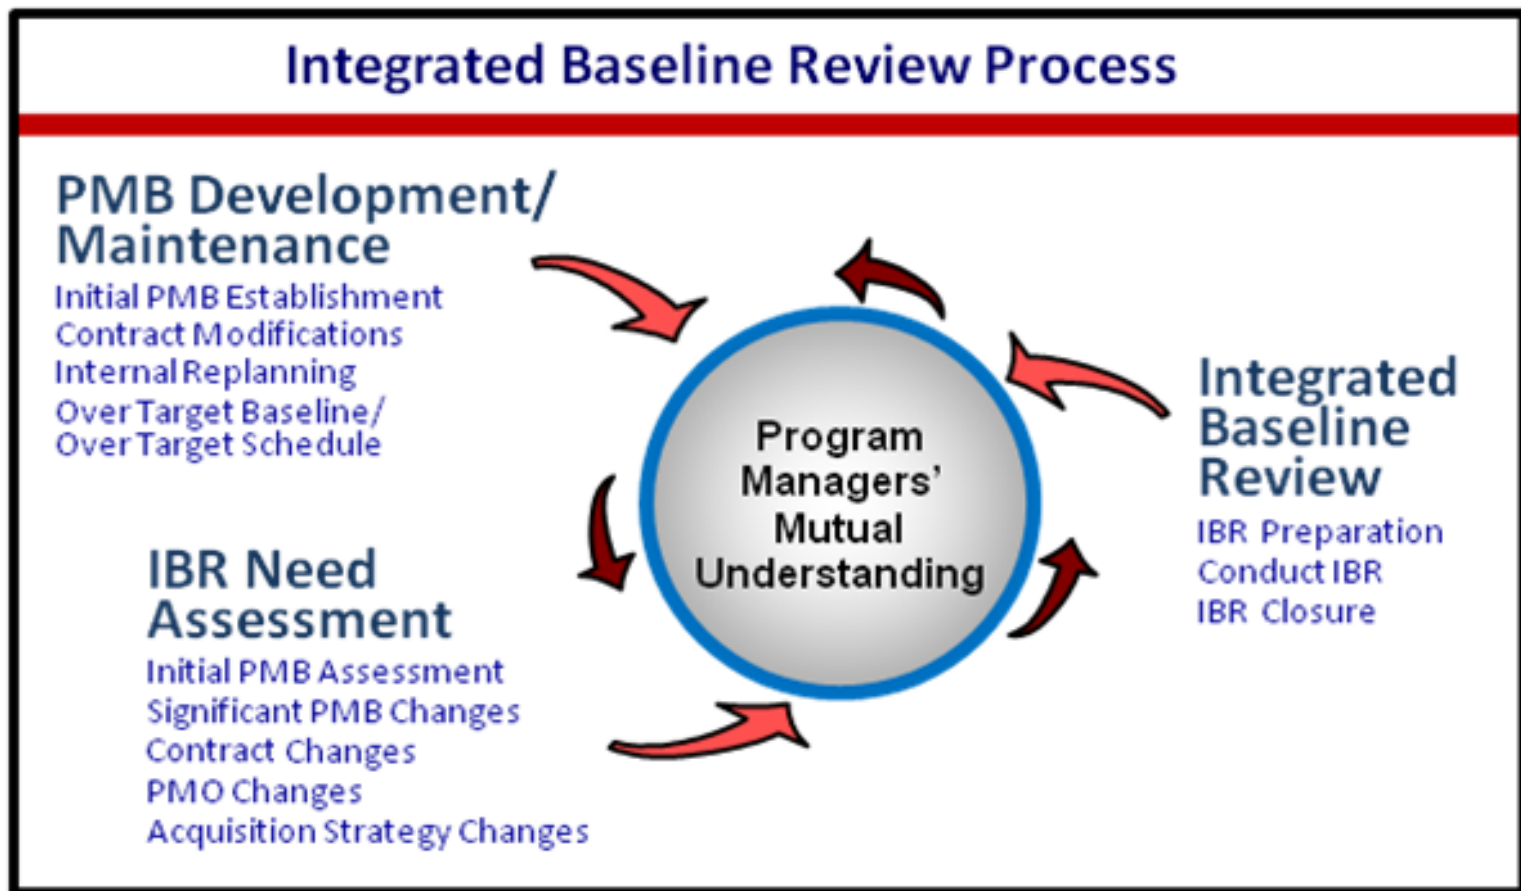 Integrated Baseline Review Process
PMB Development/
Maintenance
Initial PMB Establishment
Contract Modifications
Internal Replanning
Over Target Baseline/
Over Target Schedule
IBR Need
Assessment
Initial PMB Assessment
Significant PMB Changes
Contract Changes
PMO Changes
Acquisition Strategy Changes
Program
Managers’
Mutual
Understanding
Integrated
Baseline
Review
IBR Preparation
Conduct IBR
IBR Closure